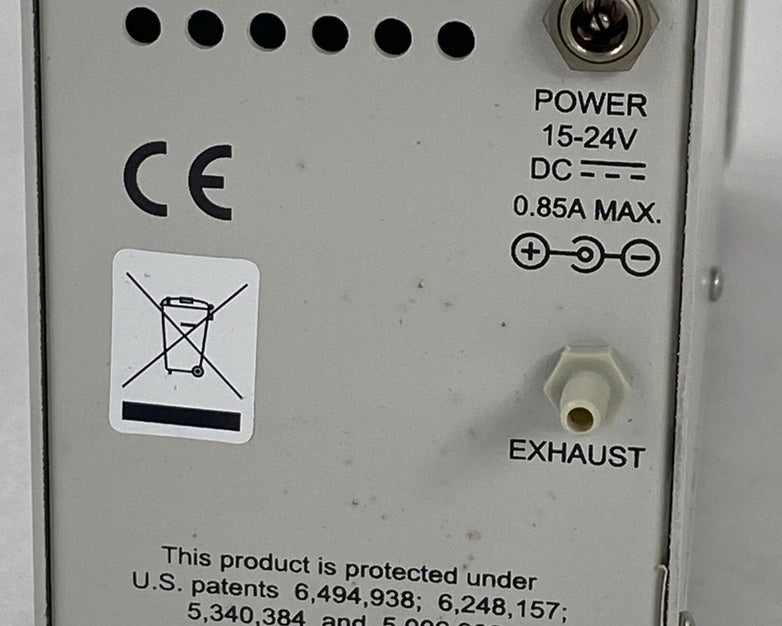 POWER
15-24V
DC
0.85A MAX.
CE
EXHAUST
This product is protected under
U.S. patents 6,494,938; 6,248,157;
5,340,384 and